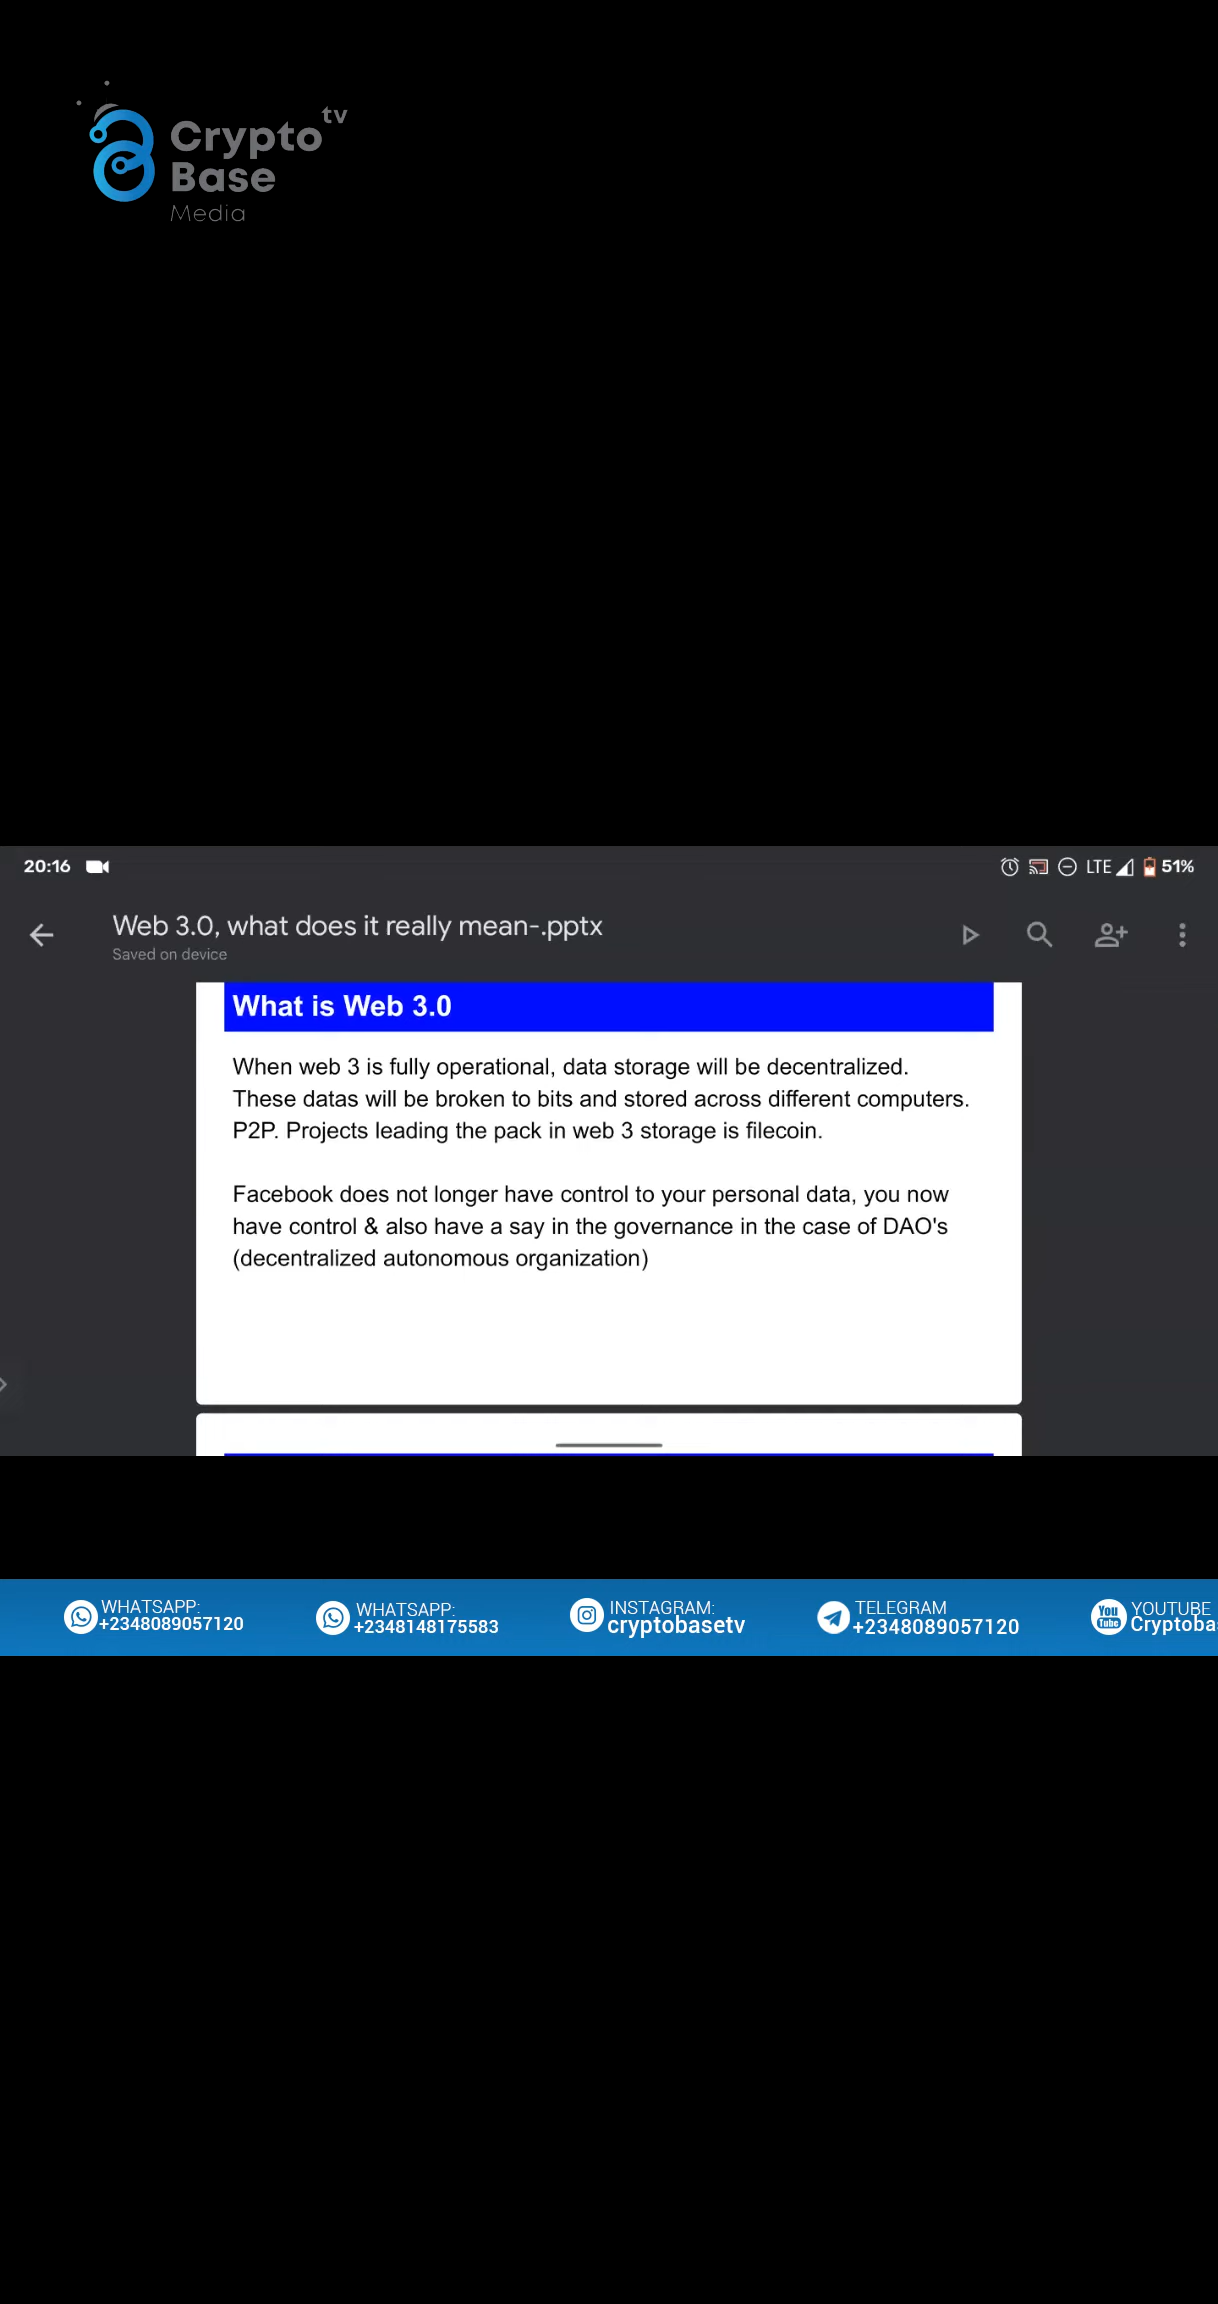 Crypto tv
Base
Media
20:16
LTE 51%
Web 3.0, what does it really mean-.pptx
Saved on device
What is Web 3.0
When web 3 is fully operational, data storage will be decentralized.
These datas will be broken to bits and stored across different computers.
P2P. Projects leading the pack in web 3 storage is filecoin.
Facebook does not longer have control to your personal data, you now
have control & also have a say in the governance in the case of DAO's
(decentralized autonomous organization)
WHATSAPP:
+2348089057120
WHATSAPP:
+2348148175583
INSTAGRAM:
cryptobasetv
TELEGRAM
+2348089057120
You
Tube
YOUTUBE
Cryptoba